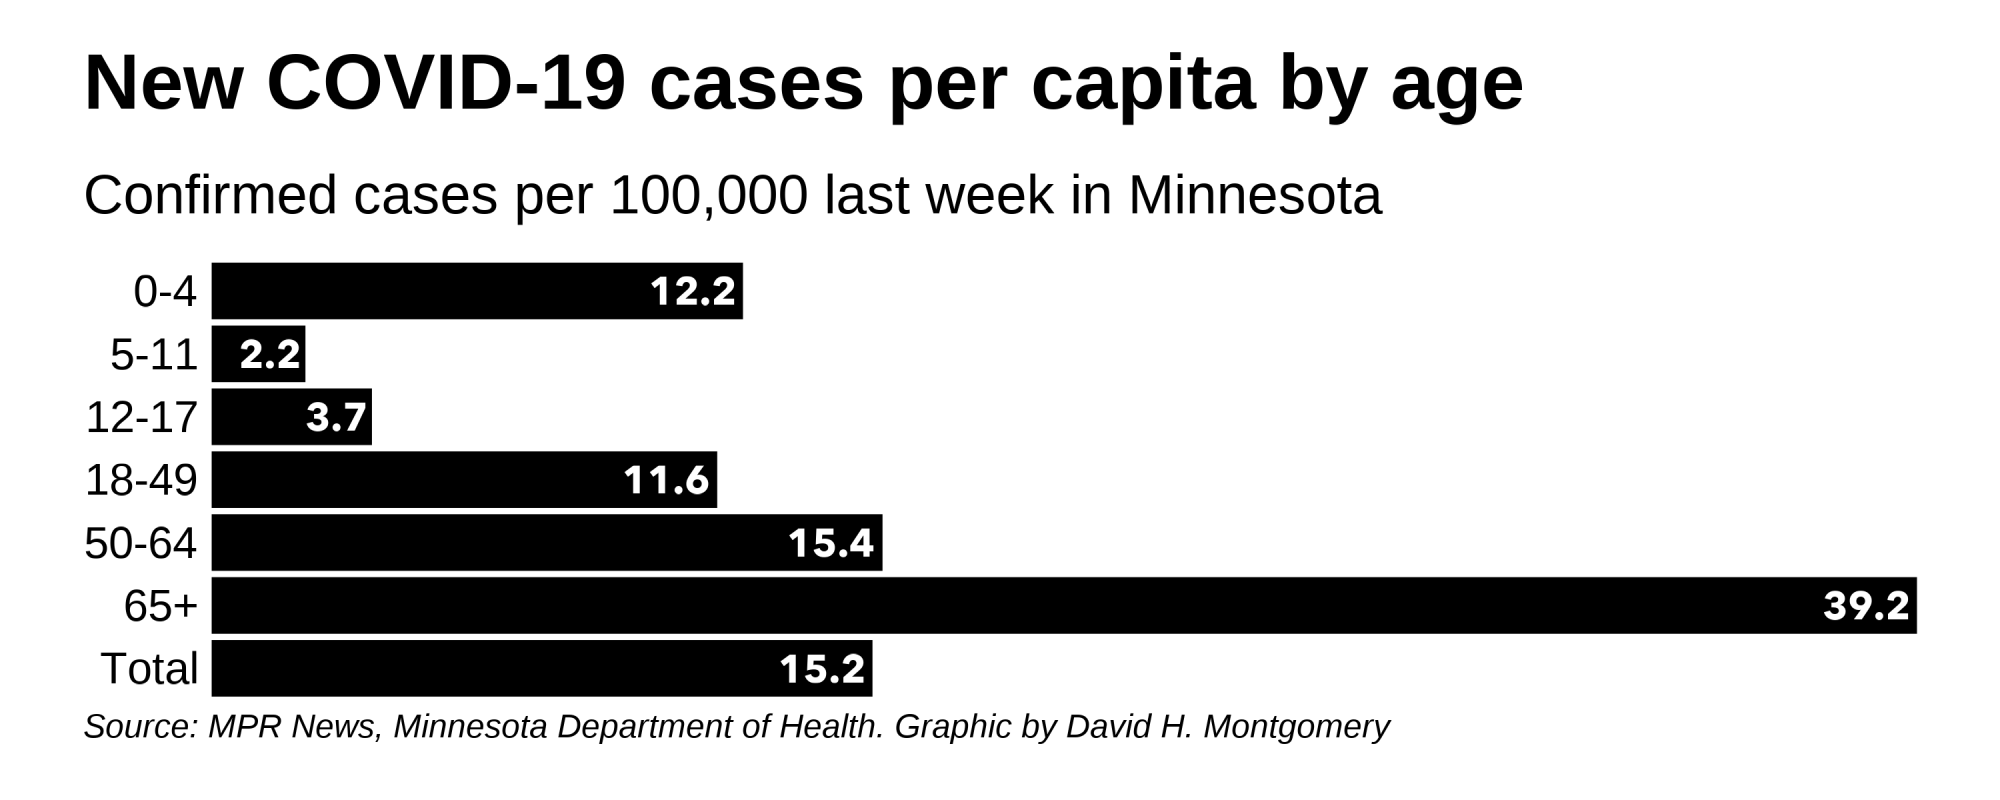 New COVID-19 cases per capita by age
Confirmed cases per 100,000 last week in Minnesota
0-4 12.2
5-11 2.2
12-17 3.7
18-49 11.6
50-64 15.4
65+ 39.2
Total 15.2
Source: MPR News, Minnesota Department of Health. Graphic by David H. Montgomery